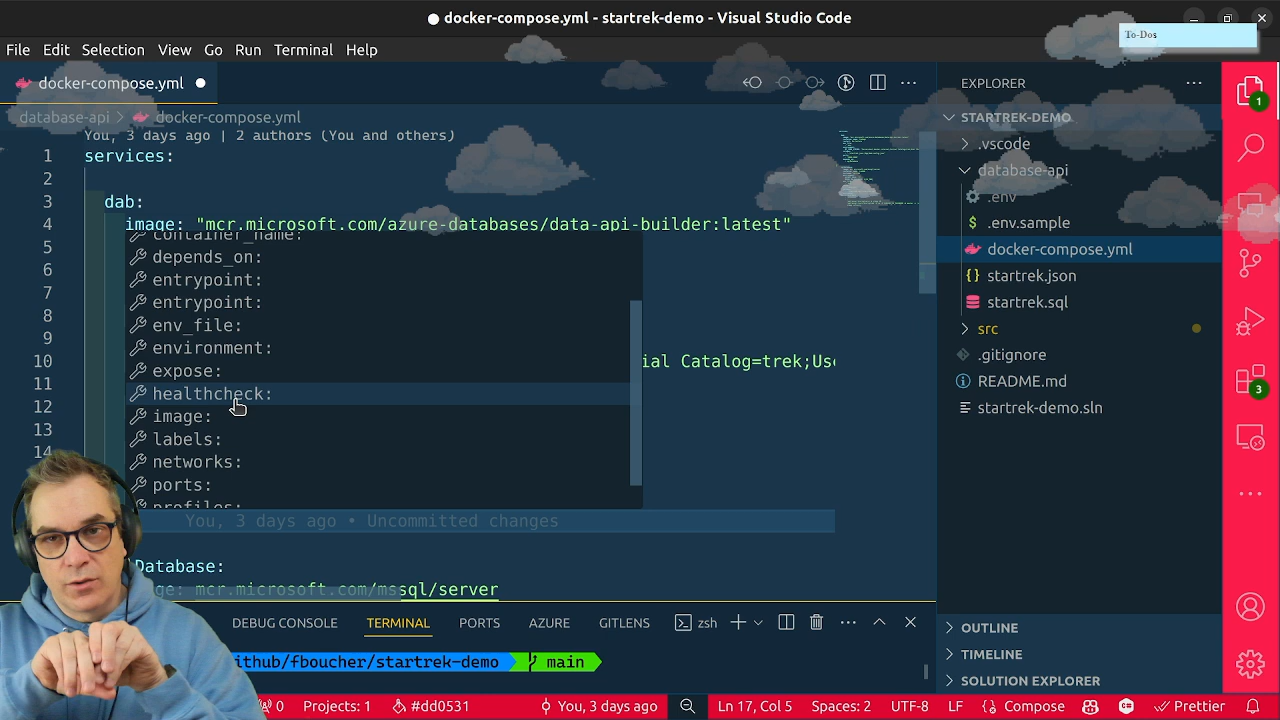 docker-compose.yml - startrek-demo - Visual Studio Code
To-Dos
File Edit Selection View Go Run Terminal Help
docker-compose.yml
database-api > docker-compose.yml
You, 3 days ago | 2 authors (You and others)
1 services:
2
3 dab:
4 image: "mcr.microsoft.com/azure-databases/data-api-builder:latest"
5 container_name:
depends_on:
6 entrypoint:
7 entrypoint:
8 env_file:
9 environment:
10 expose:
ial Catalog=trek;Use
11 healthcheck:
12 image:
13 labels:
14 networks:
ports:
profiles:
You, 3 days ago • Uncommitted changes
Database:
ge: mcr.microsoft.com/mssql/server
EXPLORER
STARTREK-DEMO
.vscode
database-api
.env
$ .env.sample
docker-compose.yml
{} startrek.json
startrek.sql
src
.gitignore
README.md
startrek-demo.sln
OUTLINE
TIMELINE
SOLUTION EXPLORER
1
3
DEBUG CONSOLE TERMINAL PORTS AZURE GITLENS zsh
ithub/fboucher/startrek-demo main
0 Projects: 1 #dd0531 You, 3 days ago Ln 17, Col 5 Spaces: 2 UTF-8 LF Compose Prettier